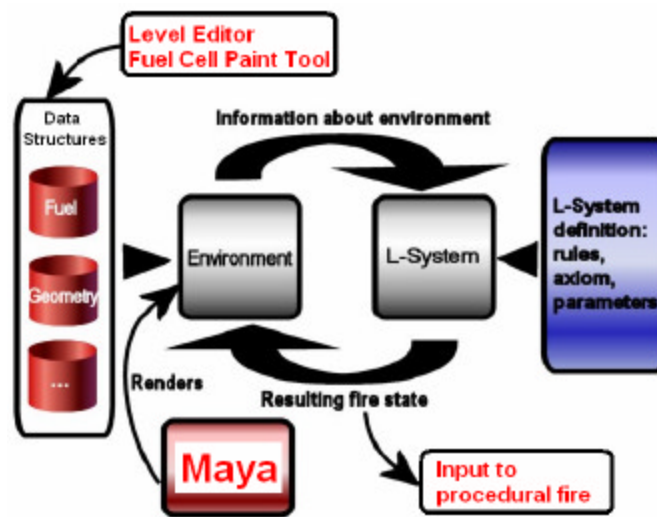 Level Editor
Fuel Cell Paint Tool
Data
Structures
Fuel
Geometry
...
Information about environment
Environment
L-System
L-System
definition:
rules,
axiom,
parameters
Renders
Resulting fire state
Maya
Input to
procedural fire